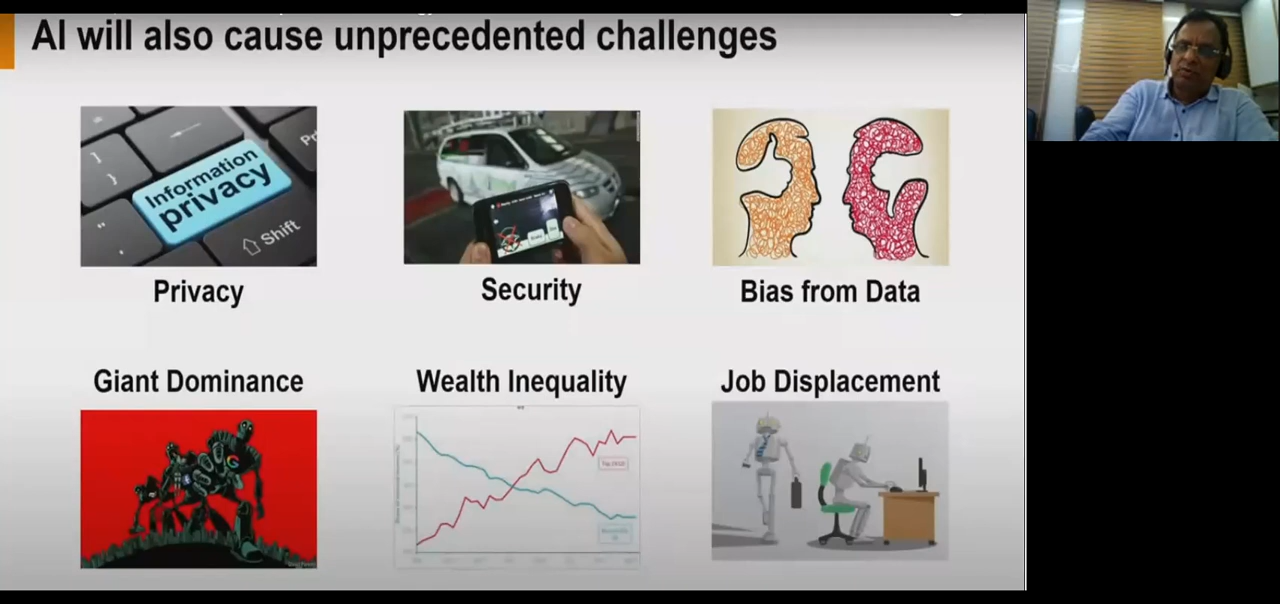 AI will also cause unprecedented challenges
Information
privacy
Shift
Privacy
Security
Bias from Data
Giant Dominance
Wealth Inequality
Job Displacement